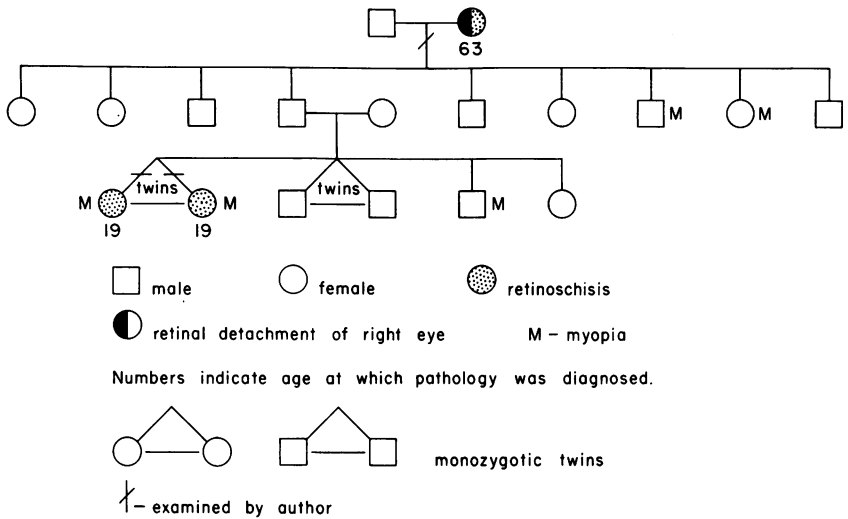 63
M M
twins twins
M M M
19 19
male female retinoschisis
retinal detachment of right eye M – myopia
Numbers indicate age at which pathology was diagnosed.
monozygotic twins
– examined by author